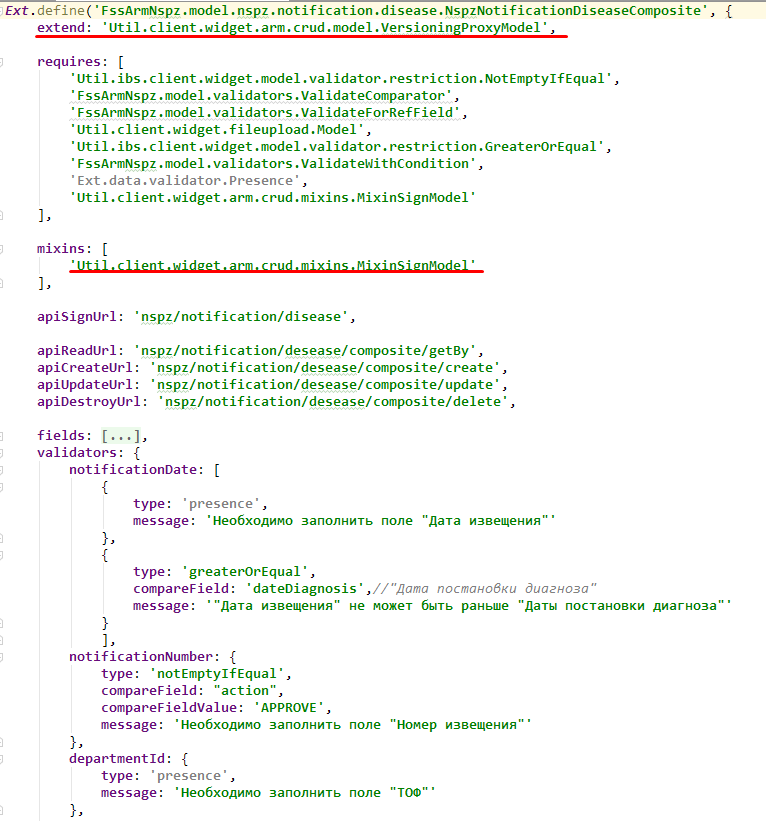 Ext.define('FssArmNspz.model.nspz.notification.disease.NspzNotificationDiseaseComposite', {
extend: 'Util.client.widget.arm.crud.model.VersioningProxyModel',
requires: [
'Util.ibs.client.widget.model.validator.restriction.NotEmptyIfEqual',
'FssArmNspz.model.validators.ValidateComparator',
'FssArmNspz.model.validators.ValidateForRefField',
'Util.client.widget.fileupload.Model',
'Util.ibs.client.widget.model.validator.restriction.GreaterOrEqual',
'FssArmNspz.model.validators.ValidateWithCondition',
'Ext.data.validator.Presence',
'Util.client.widget.arm.crud.mixins.MixinSignModel'
],
mixins: [
'Util.client.widget.arm.crud.mixins.MixinSignModel'
],
apiSignUrl: 'nspz/notification/disease',
apiReadUrl: 'nspz/notification/desease/composite/getBy',
apiCreateUrl: 'nspz/notification/desease/composite/create',
apiUpdateUrl: 'nspz/notification/desease/composite/update',
apiDestroyUrl: 'nspz/notification/desease/composite/delete',
fields: [...],
validators: {
notificationDate: [
{
type: 'presence',
message: 'Необходимо заполнить поле "Дата извещения"'
},
{
type: 'greaterOrEqual',
compareField: 'dateDiagnosis',//"Дата постановки диагноза"
message: '"Дата извещения" не может быть раньше "Даты постановки диагноза"'
}
],
notificationNumber: {
type: 'notEmptyIfEqual',
compareField: "action",
compareFieldValue: 'APPROVE',
message: 'Необходимо заполнить поле "Номер извещения"'
},
departmentId: {
type: 'presence',
message: 'Необходимо заполнить поле "ТОФ"'
},